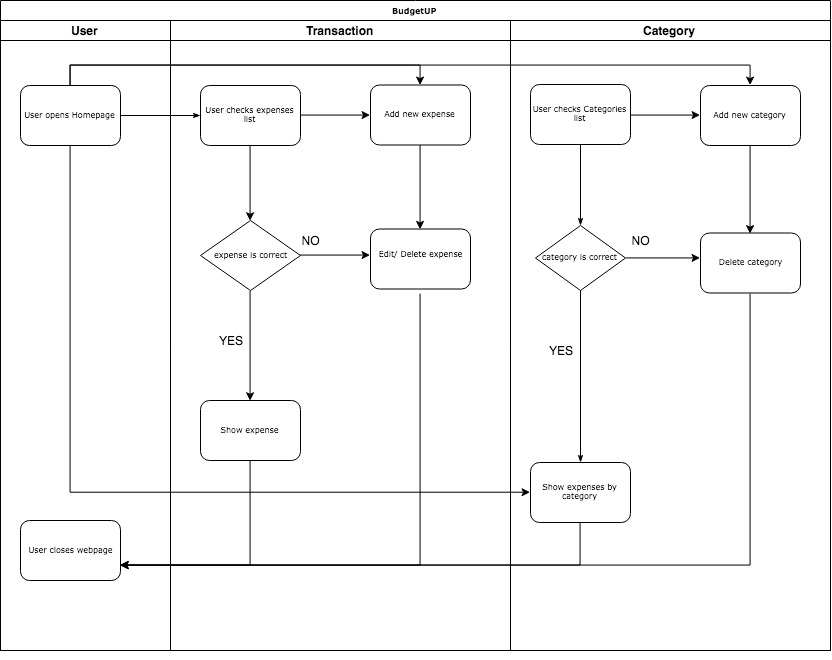 BudgetUP
User
Transaction
Category
User opens Homepage
User checks expenses
list
Add new expense
User checks Categories
list
Add new category
expense is correct
NO
Edit/ Delete expense
category is correct
NO
Delete category
YES
YES
Show expense
Show expenses by
category
User closes webpage